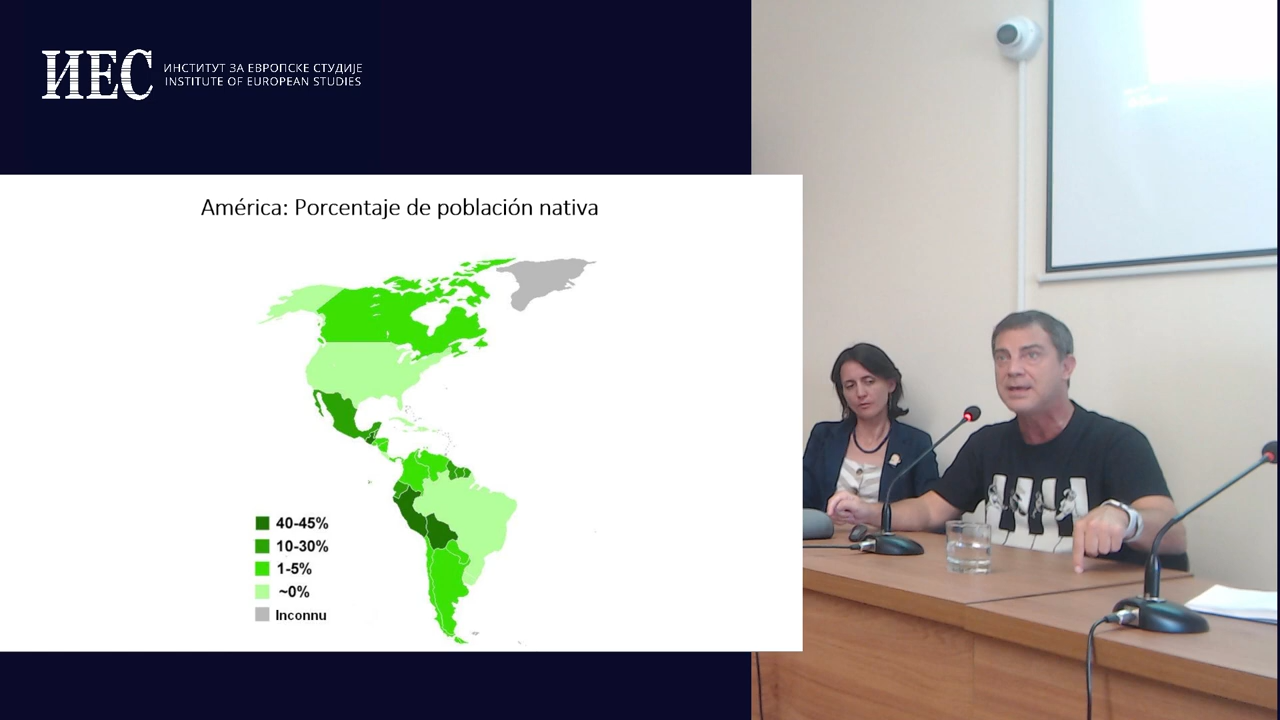 ИЕС
ИНСТИТУТ ЗА ЕВРОПСКЕ СТУДИЈЕ
INSTITUTE OF EUROPEAN STUDIES
América: Porcentaje de población nativa
40-45%
10-30%
1-5%
~0%
Inconnu